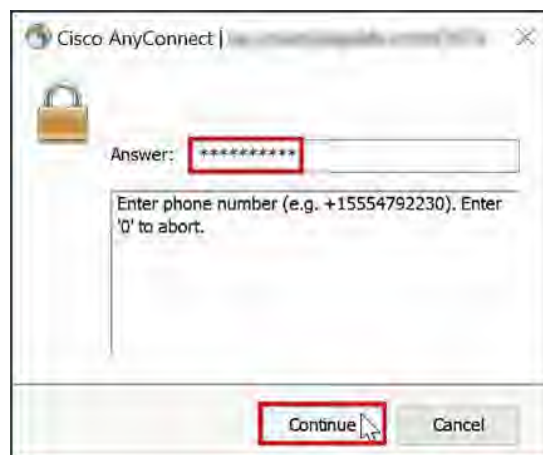 Cisco AnyConnect |
Answer: **********
Enter phone number (e.g. +15554792230). Enter
'0' to abort.
Continue Cancel